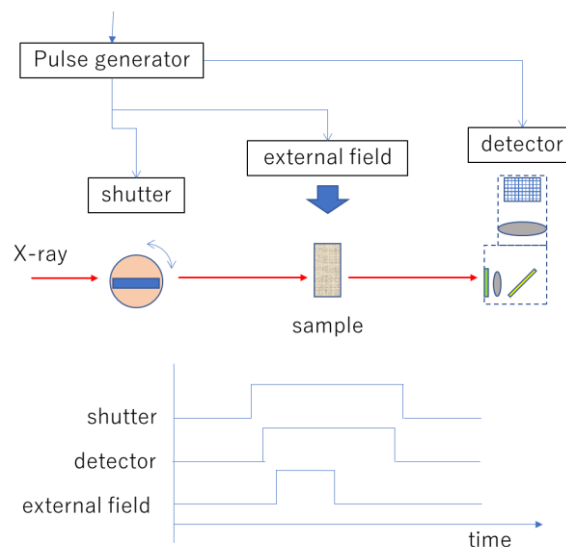 Pulse generator
external field
detector
shutter
X-ray
sample
shutter
detector
external field
time